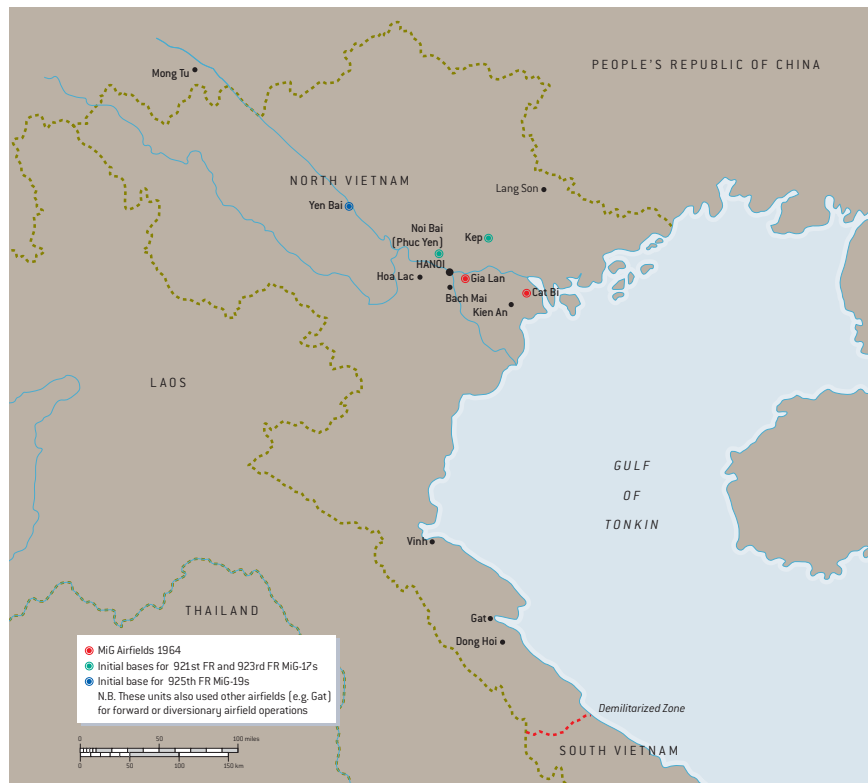 PEOPLE'S REPUBLIC OF CHINA
Mong Tu
NORTH VIETNAM
Lang Son
Yen Bai
Noi Bai
(Phuc Yen)
Kep
HANOI
Hoa Lac
Gia Lan
Bach Mai
Cat Bi
Kien An
LAOS
GULF
OF
TONKIN
Vinh
THAILAND
Gat
Dong Hoi
MiG Airfields 1964
Initial bases for 921st FR and 923rd FR MiG-17s
Initial base for 925th FR MiG-19s
N.B. These units also used other airfields (e.g. Gat)
for forward or diversionary airfield operations
Demilitarized Zone
SOUTH VIETNAM
0 50 100 miles
0 50 100 150 km